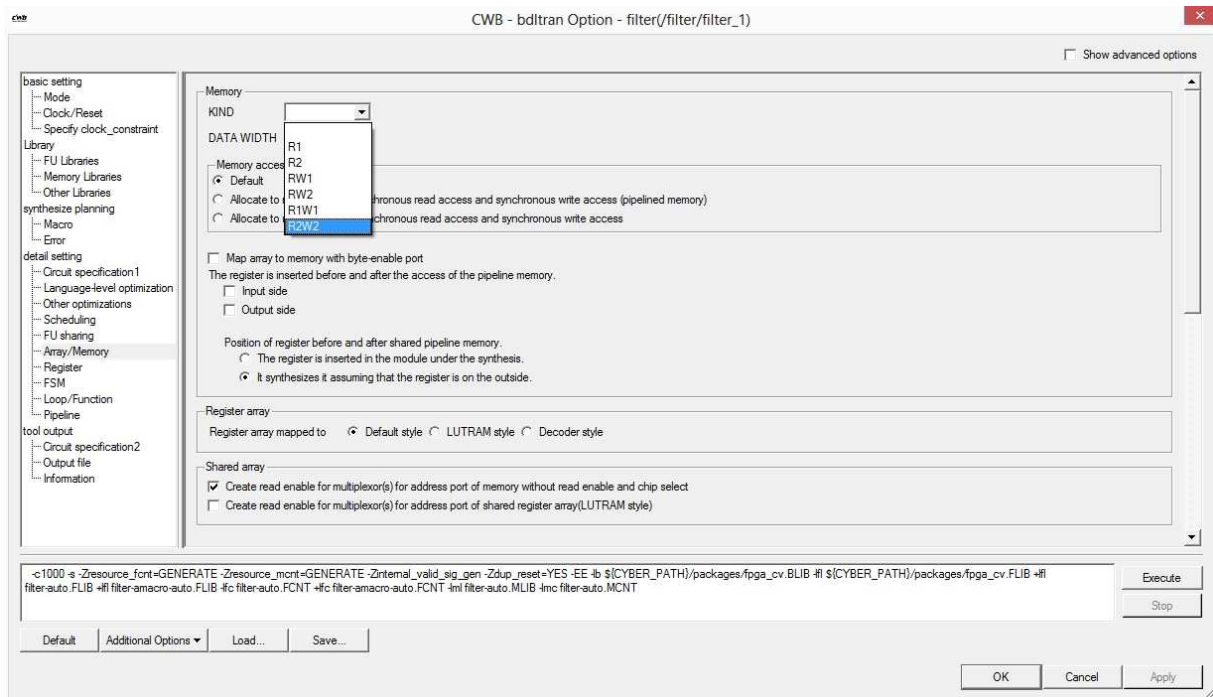 CWB
CWB - bdltran Option - filter(/filter/filter_1)
Show advanced options
basic setting
Mode
Clock/Reset
Specify clock_constraint
Library
FU Libraries
Memory Libraries
Other Libraries
synthesize planning
Macro
Error
detail setting
Circuit specification1
Language-level optimization
Other optimizations
Scheduling
FU sharing
Array/Memory
Register
FSM
Loop/Function
Pipeline
tool output
Circuit specification2
Output file
Information
Memory
KIND
DATA WIDTH
R1
R2
RW1
RW2
R1W1
R2W2
Memory acces
Default
Allocate to chronous read access and synchronous write access (pipelined memory)
Allocate to chronous read access and synchronous write access
Map array to memory with byte-enable port
The register is inserted before and after the access of the pipeline memory.
Input side
Output side
Position of register before and after shared pipeline memory.
The register is inserted in the module under the synthesis.
It synthesizes it assuming that the register is on the outside.
Register array
Register array mapped to Default style LUTRAM style Decoder style
Shared array
Create read enable for multiplexor(s) for address port of memory without read enable and chip select
Create read enable for multiplexor(s) for address port of shared register array(LUTRAM style)
-c1000 -s -Zresource_fcnt=GENERATE -Zresource_mcnt=GENERATE -Zinternal_valid_sig_gen -Zdup_reset=YES -EE -lb ${CYBER_PATH}/packages/fpga_cv.BLIB -lfl ${CYBER_PATH}/packages/fpga_cv.FLIB +lfl
filter-auto.FLIB +lfl filter-amacro-auto.FLIB -lfc filter-auto.FCNT +lfc filter-amacro-auto.FCNT -lml filter-auto.MLIB -lmc filter-auto.MCNT
Execute
Stop
Default Additional Options Load... Save...
OK Cancel Apply